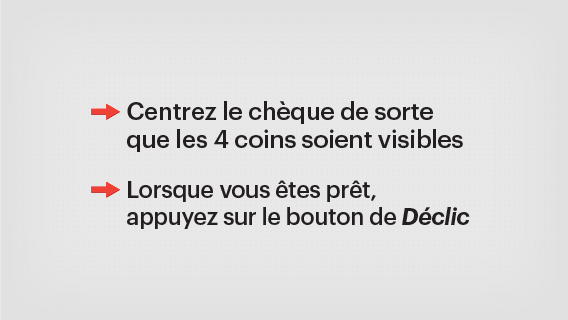 Centrez le chèque de sorte
que les 4 coins soient visibles
Lorsque vous êtes prêt,
appuyez sur le bouton de Déclic